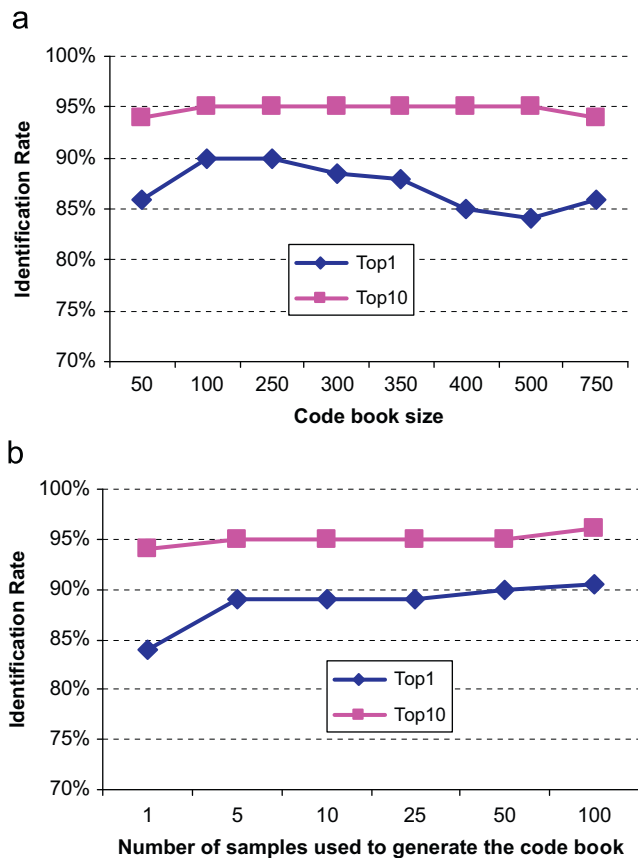 a
100%
95%
90%
85%
80%
75%
70%
Identification Rate
Top1
Top10
50 100 250 300 350 400 500 750
Code book size
b
100%
95%
90%
85%
80%
75%
70%
Identification Rate
Top1
Top10
1 5 10 25 50 100
Number of samples used to generate the code book